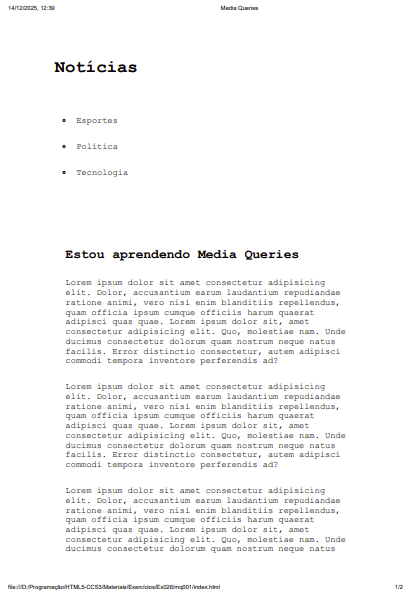 14/12/2025, 12:39
Media Queries
Notícias
Esportes
Política
Tecnologia
Estou aprendendo Media Queries
Lorem ipsum dolor sit amet consectetur adipisicing
elit. Dolor, accusantium earum laudantium repudiandae
ratione animi, vero nisi enim blanditiis repellendus,
quam officia ipsum cumque officiis harum quaerat
adipisci quas quae. Lorem ipsum dolor sit, amet
consectetur adipisicing elit. Quo, molestiae nam. Unde
ducimus consectetur dolorum quam nostrum neque natus
facilis. Error distinctio consectetur, autem adipisci
commodi tempora inventore perferendis ad?
Lorem ipsum dolor sit amet consectetur adipisicing
elit. Dolor, accusantium earum laudantium repudiandae
ratione animi, vero nisi enim blanditiis repellendus,
quam officia ipsum cumque officiis harum quaerat
adipisci quas quae. Lorem ipsum dolor sit, amet
consectetur adipisicing elit. Quo, molestiae nam. Unde
ducimus consectetur dolorum quam nostrum neque natus
facilis. Error distinctio consectetur, autem adipisci
commodi tempora inventore perferendis ad?
Lorem ipsum dolor sit amet consectetur adipisicing
elit. Dolor, accusantium earum laudantium repudiandae
ratione animi, vero nisi enim blanditiis repellendus,
quam officia ipsum cumque officiis harum quaerat
adipisci quas quae. Lorem ipsum dolor sit, amet
consectetur adipisicing elit. Quo, molestiae nam. Unde
ducimus consectetur dolorum quam nostrum neque natus
file:///D:/Programação/HTML5-CCS3/Materiais/Exercicios/Ex026/mq001/index.html
1/2